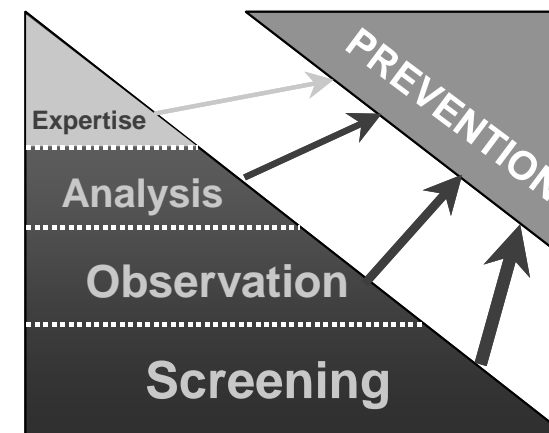 PREVENTION
Expertise
Analysis
Observation
Screening